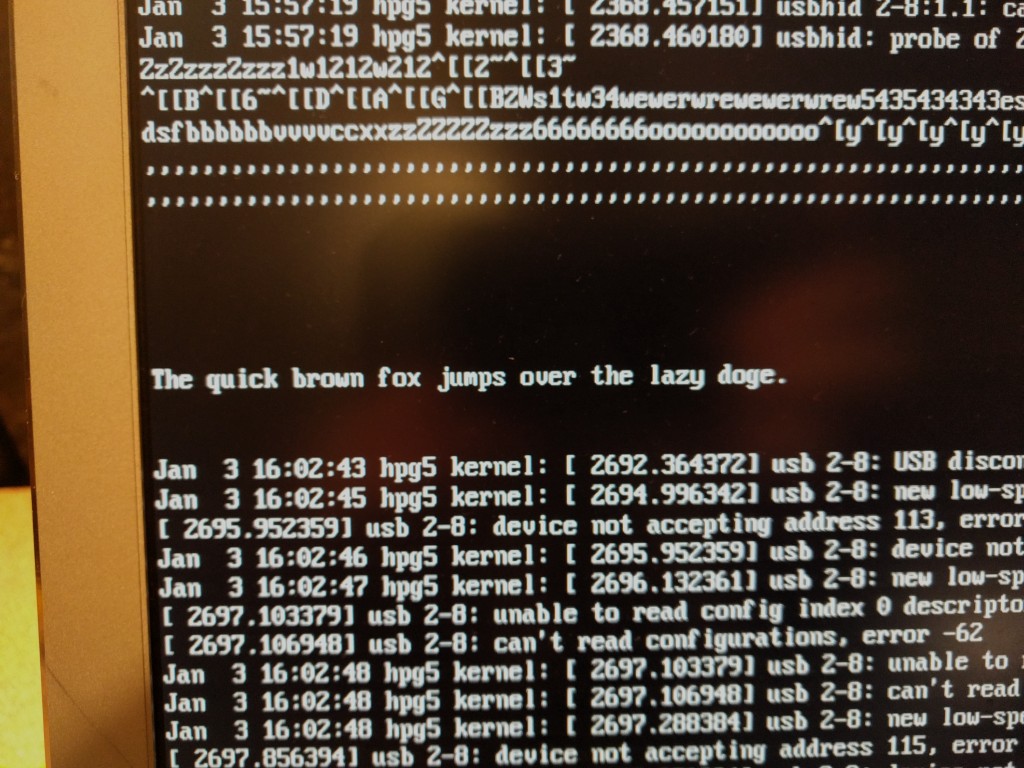 Jan  3 15:57:19 hpg5 kernel: [ 2368.457151] usbhid 2-8:1.1: ca
Jan  3 15:57:19 hpg5 kernel: [ 2368.460180] usbhid: probe of 2
2z2zzz2zzz1w1212w212^[[2~^[[3~
^[[B^[[6~^[[D^[[A^[[G^[[B2Ws1tw34wewerwrewewerwrew5435434343es
dsfbbbbbbvvvvccxxzz22222zzz66666666oooooooooooo^[y^[y^[y^[y^[y
,,,,,,,,,,,,,,,,,,,,,,,,,,,,,,,,,,,,,,,,,,,,,,,,,,,,,,,,,,,,,
,,,,,,,,,,,,,,,,,,,,,,,,,,,,,,,,,,,,,,,,,,,,,,,,,,,,,,,,,,,,,
The quick brown fox jumps over the lazy doge.
Jan  3 16:02:43 hpg5 kernel: [ 2692.364372] usb 2-8: USB discon
Jan  3 16:02:45 hpg5 kernel: [ 2694.996342] usb 2-8: new low-sp
[ 2695.952359] usb 2-8: device not accepting address 113, error
Jan  3 16:02:46 hpg5 kernel: [ 2695.952359] usb 2-8: device not
Jan  3 16:02:47 hpg5 kernel: [ 2696.132361] usb 2-8: new low-sp
[ 2697.103379] usb 2-8: unable to read config index 0 descripto
[ 2697.106948] usb 2-8: can't read configurations, error -62
Jan  3 16:02:48 hpg5 kernel: [ 2697.103379] usb 2-8: unable to
Jan  3 16:02:48 hpg5 kernel: [ 2697.106948] usb 2-8: can't read
Jan  3 16:02:48 hpg5 kernel: [ 2697.288384] usb 2-8: new low-spe
[ 2697.856394] usb 2-8: device not accepting address 115, error